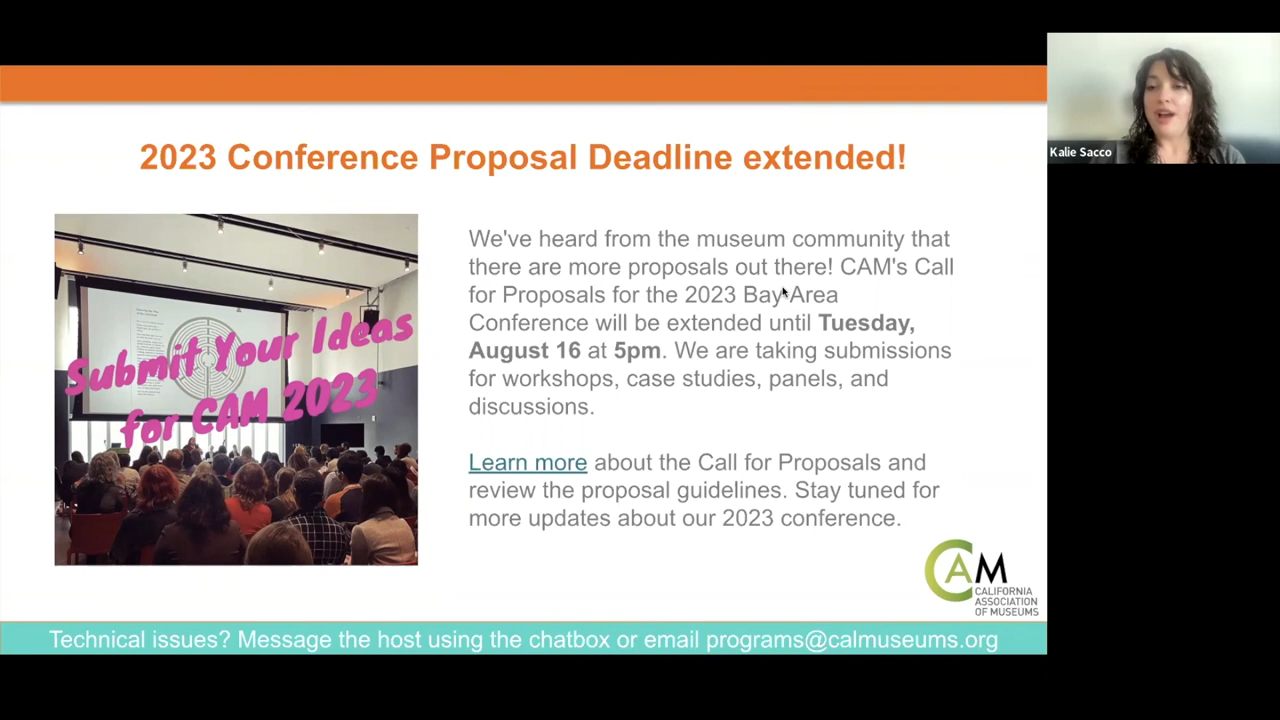 2023 Conference Proposal Deadline extended!
Kalie Sacco
Submit Your Ideas
for CAM 2023
We've heard from the museum community that
there are more proposals out there! CAM's Call
for Proposals for the 2023 Bay Area
Conference will be extended until Tuesday,
August 16 at 5pm. We are taking submissions
for workshops, case studies, panels, and
discussions.
Learn more about the Call for Proposals and
review the proposal guidelines. Stay tuned for
more updates about our 2023 conference.
CAM
CALIFORNIA
ASSOCIATION
OF MUSEUMS
Technical issues? Message the host using the chatbox or email programs@calmuseums.org